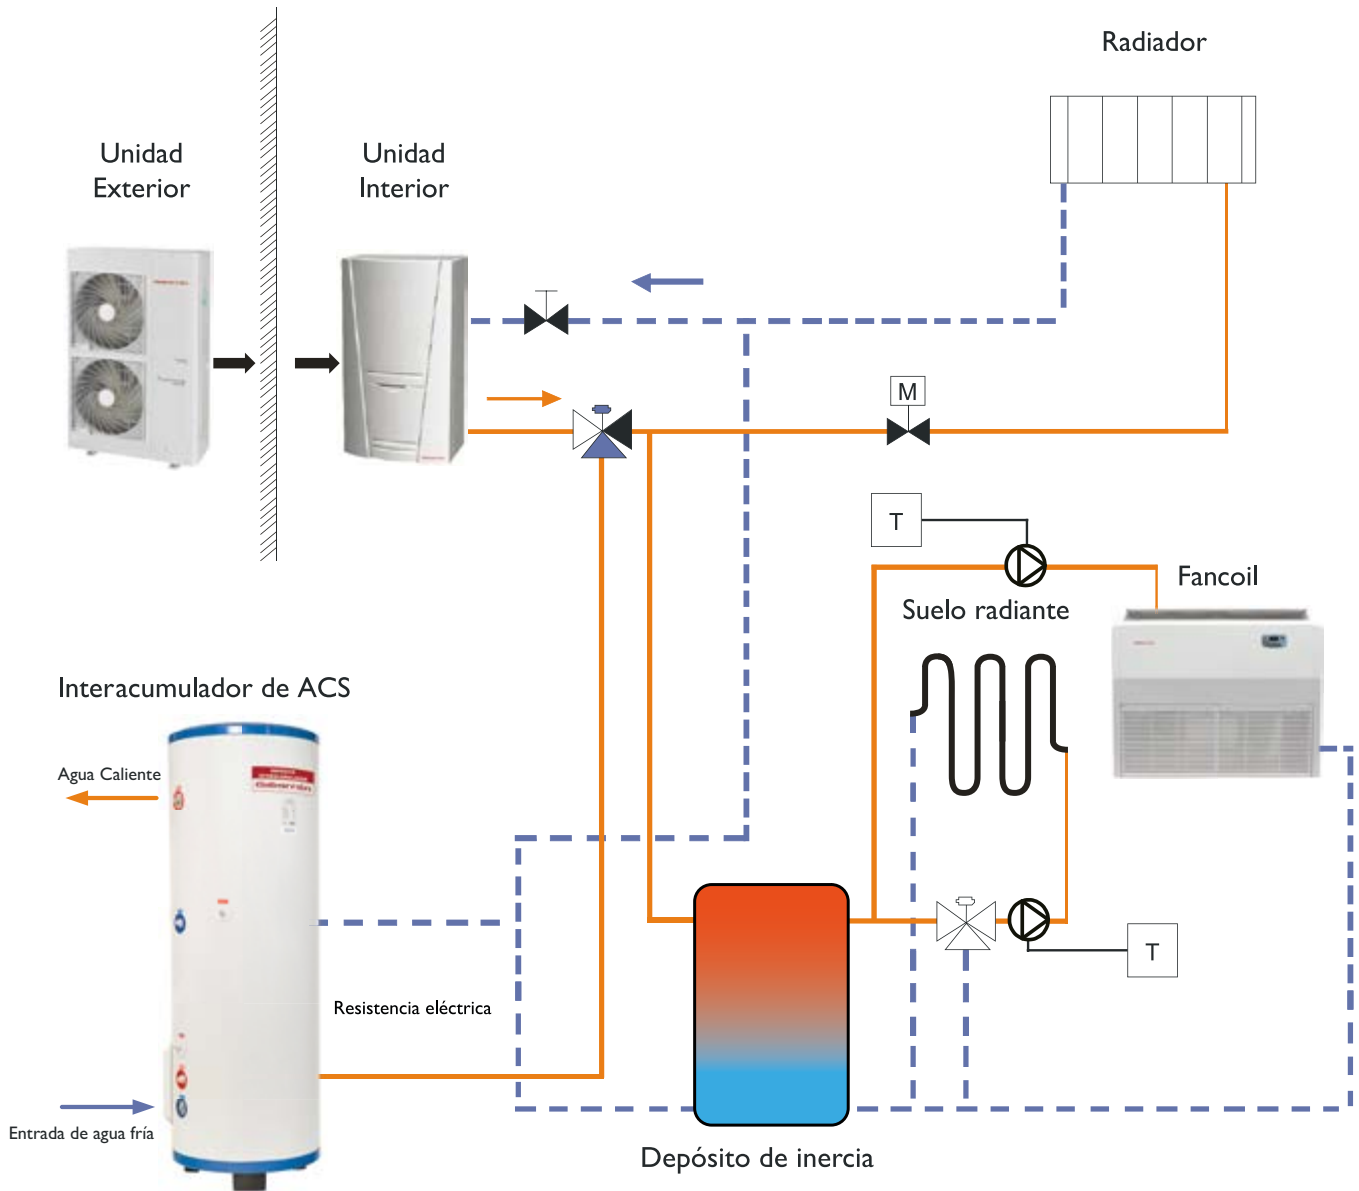 Radiador
Unidad
Exterior
Unidad
Interior
M
T
Fancoil
Suelo radiante
Interacumulador de ACS
Agua Caliente
T
Resistencia eléctrica
Entrada de agua fría
Depósito de inercia